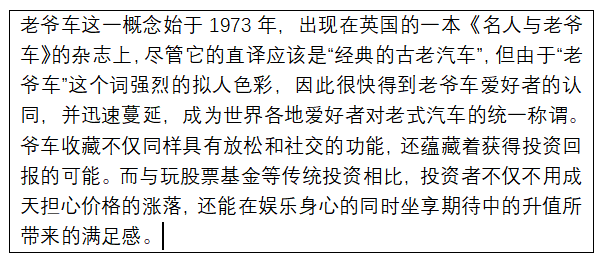 老爷车这一概念始于 1973 年，出现在英国的一本《名人与老爷
车》的杂志上，尽管它的直译应该是“经典的古老汽车”，但由于“老
爷车”这个词强烈的拟人色彩，因此很快得到老爷车爱好者的认
同，并迅速蔓延，成为世界各地爱好者对老式汽车的统一称谓。
爷车收藏不仅同样具有放松和社交的功能，还蕴藏着获得投资回
报的可能。而与玩股票基金等传统投资相比，投资者不仅不用成
天担心价格的涨落，还能在娱乐身心的同时坐享期待中的升值所
带来的满足感。